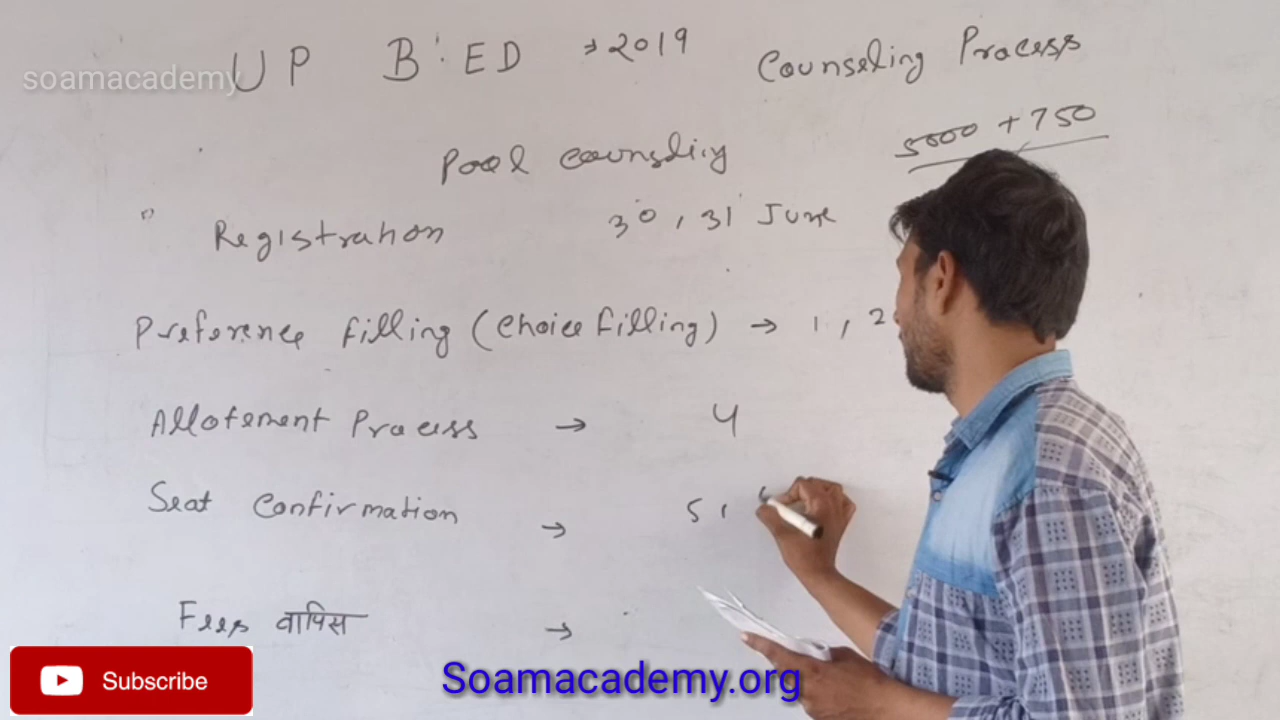 UP B.ED → 2019 Counseling Process
soamacademy
5000 + 750
Pool Counseling
1) Registration 30, 31 June
Preference filling (Choice filling) → 1, 2
Allotement Process → 4
Seat Confirmation → 5,
Fees वापिस →
Subscribe
Soamacademy.org